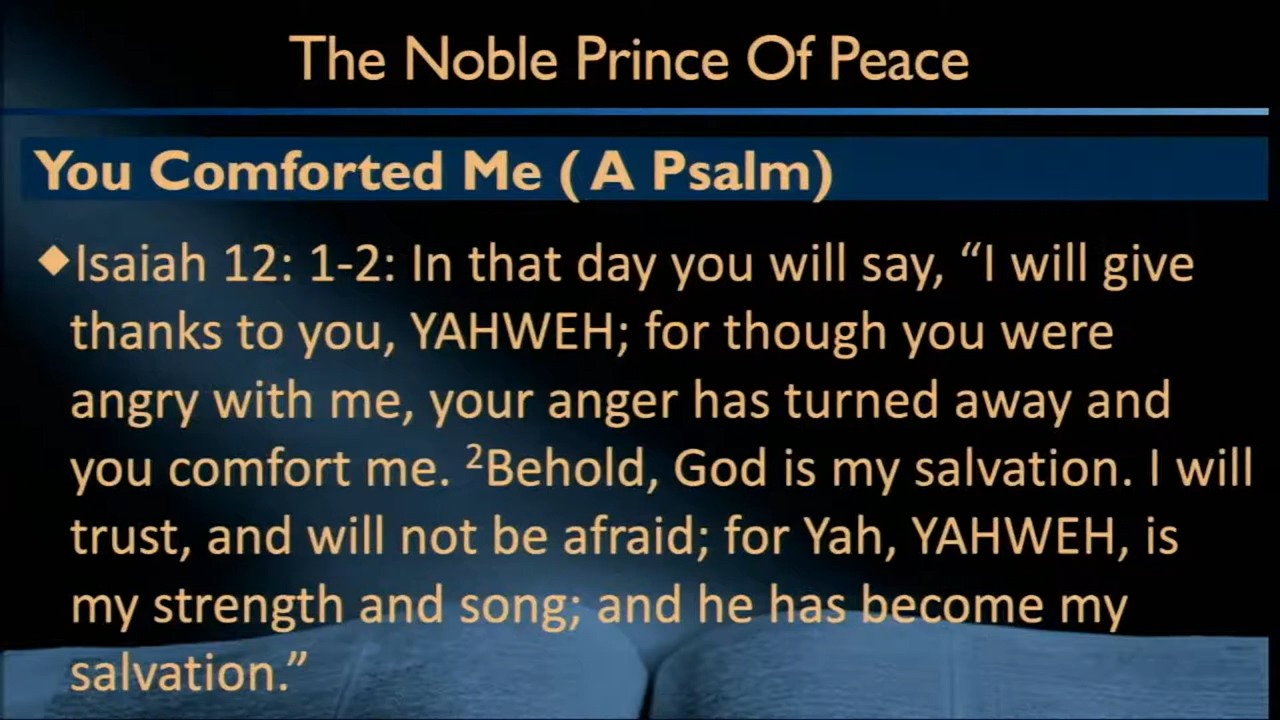 The Noble Prince Of Peace
You Comforted Me ( A Psalm)
◆Isaiah 12: 1-2: In that day you will say, “I will give
thanks to you, YAHWEH; for though you were
angry with me, your anger has turned away and
you comfort me. ²Behold, God is my salvation. I will
trust, and will not be afraid; for Yah, YAHWEH, is
my strength and song; and he has become my
salvation.”